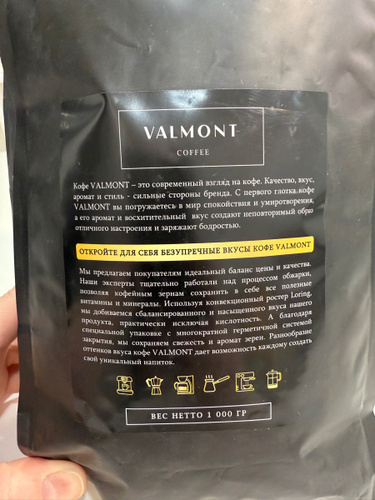 VALMONT
COFFEE
Кофе VALMONT – это современный взгляд на кофе. Качество, вкус,
аромат и стиль - сильные стороны бренда. С первого глотка кофе
VALMONT вы погружаетесь в мир спокойствия и умиротворения,
а его аромат и восхитительный вкус создают неповторимый образ
отличного настроения и заряжают бодростью.
ОТКРОЙТЕ ДЛЯ СЕБЯ БЕЗУПРЕЧНЫЕ ВКУСЫ КОФЕ VALMONT
Мы предлагаем покупателям идеальный баланс цены и качества.
Наши эксперты тщательно работали над процессом обжарки,
позволяя кофейным зернам сохранить в себе все полезные
витамины и минералы. Используя конвекционный ростер Loring,
мы добиваемся сбалансированного и насыщенного вкуса нашего
продукта, практически исключая кислотность. А благодаря
специальной упаковке с многократной герметичной системой
закрытия, мы сохраняем свежесть и аромат зерен. Разнообразие
оттенков вкуса кофе VALMONT дает возможность каждому создать
свой уникальный напиток.
ВЕС НЕТТО 1 000 ГР